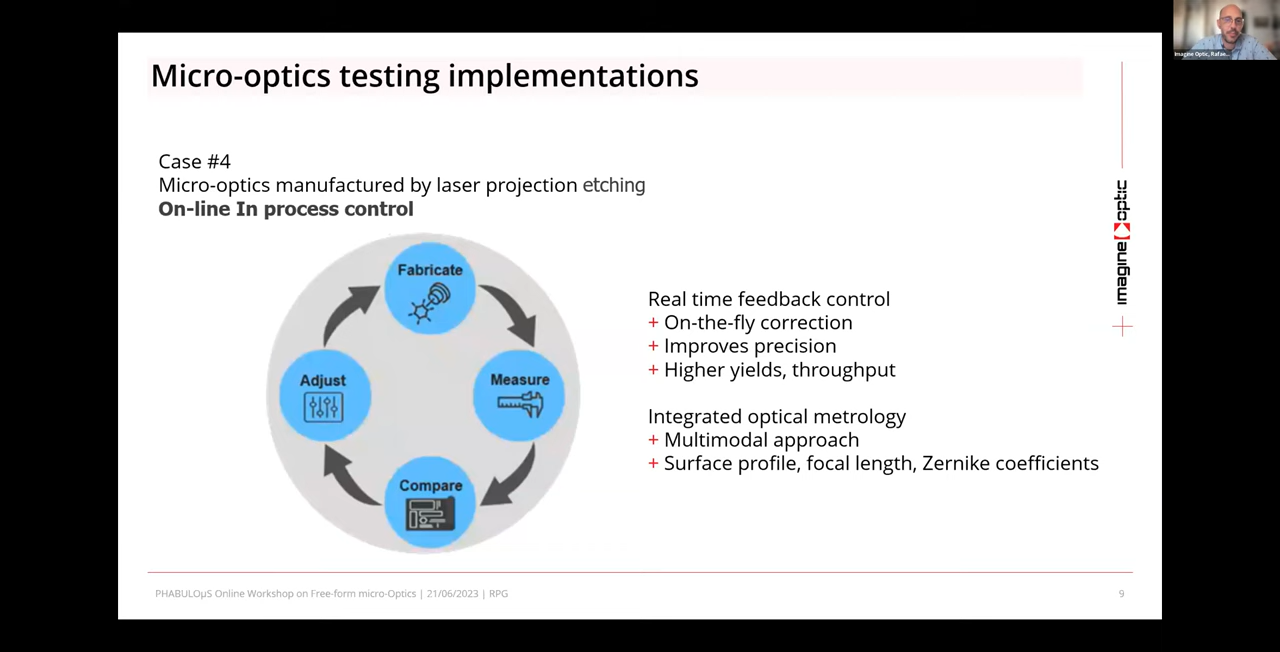 Micro-optics testing implementations
Case #4
Micro-optics manufactured by laser projection etching
On-line In process control
Fabricate
Measure
Compare
Adjust
Real time feedback control
+ On-the-fly correction
+ Improves precision
+ Higher yields, throughput
Integrated optical metrology
+ Multimodal approach
+ Surface profile, focal length, Zernike coefficients
imagine optic
PHABULOµS Online Workshop on Free-form micro-Optics | 21/06/2023 | RPG
9
Imagine Optic, Rafae...